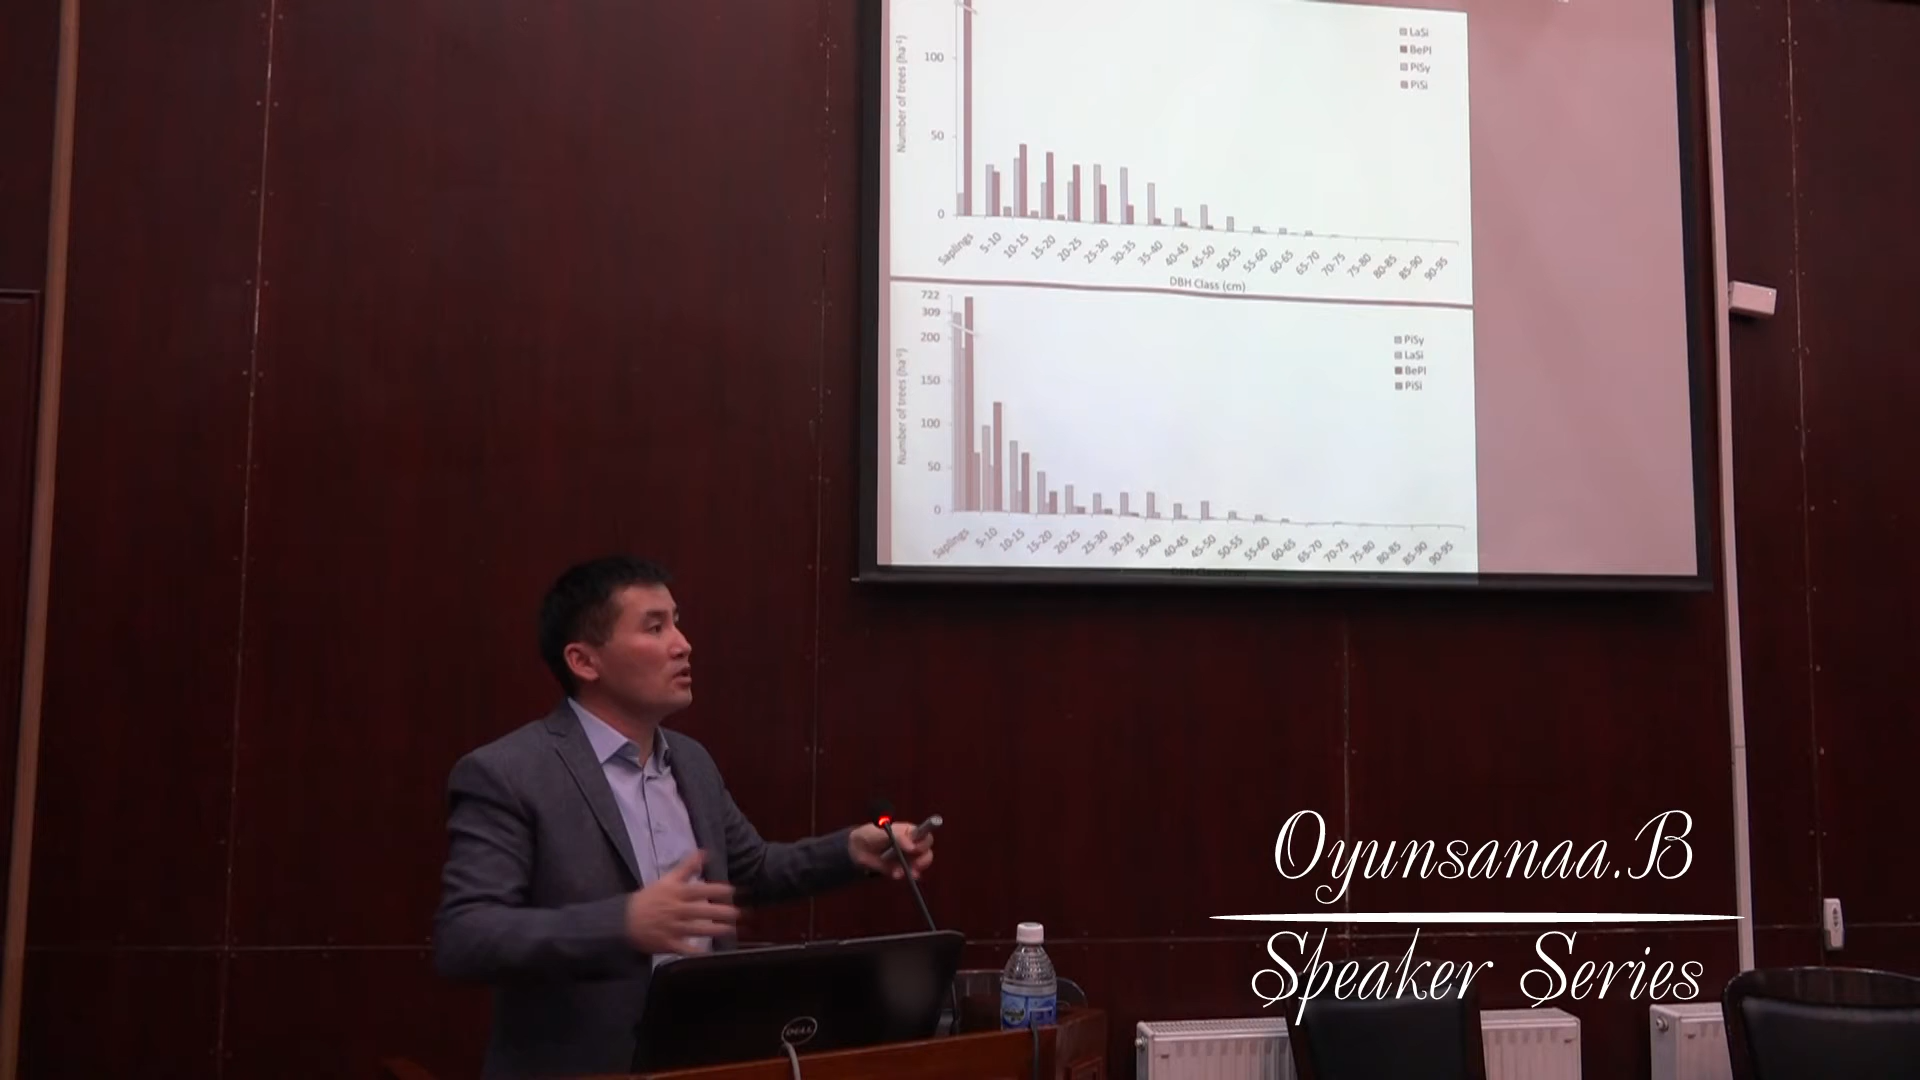 100
50
0
Number of trees (ha⁻¹)
LaSi
BePl
PiSy
PiSi
Saplings 5-10 10-15 15-20 20-25 25-30 30-35 35-40 40-45 45-50 50-55 55-60 60-65 65-70 70-75 75-80 80-85 85-90 90-95
DBH Class (cm)
722
309
200
150
100
50
0
Number of trees (ha⁻¹)
PiSy
LaSi
BePl
PiSi
Saplings 5-10 10-15 15-20 20-25 25-30 30-35 35-40 40-45 45-50 50-55 55-60 60-65 65-70 70-75 75-80 80-85 85-90 90-95
DBH Class (cm)
Oyunsanaa.B
Speaker Series
DELL